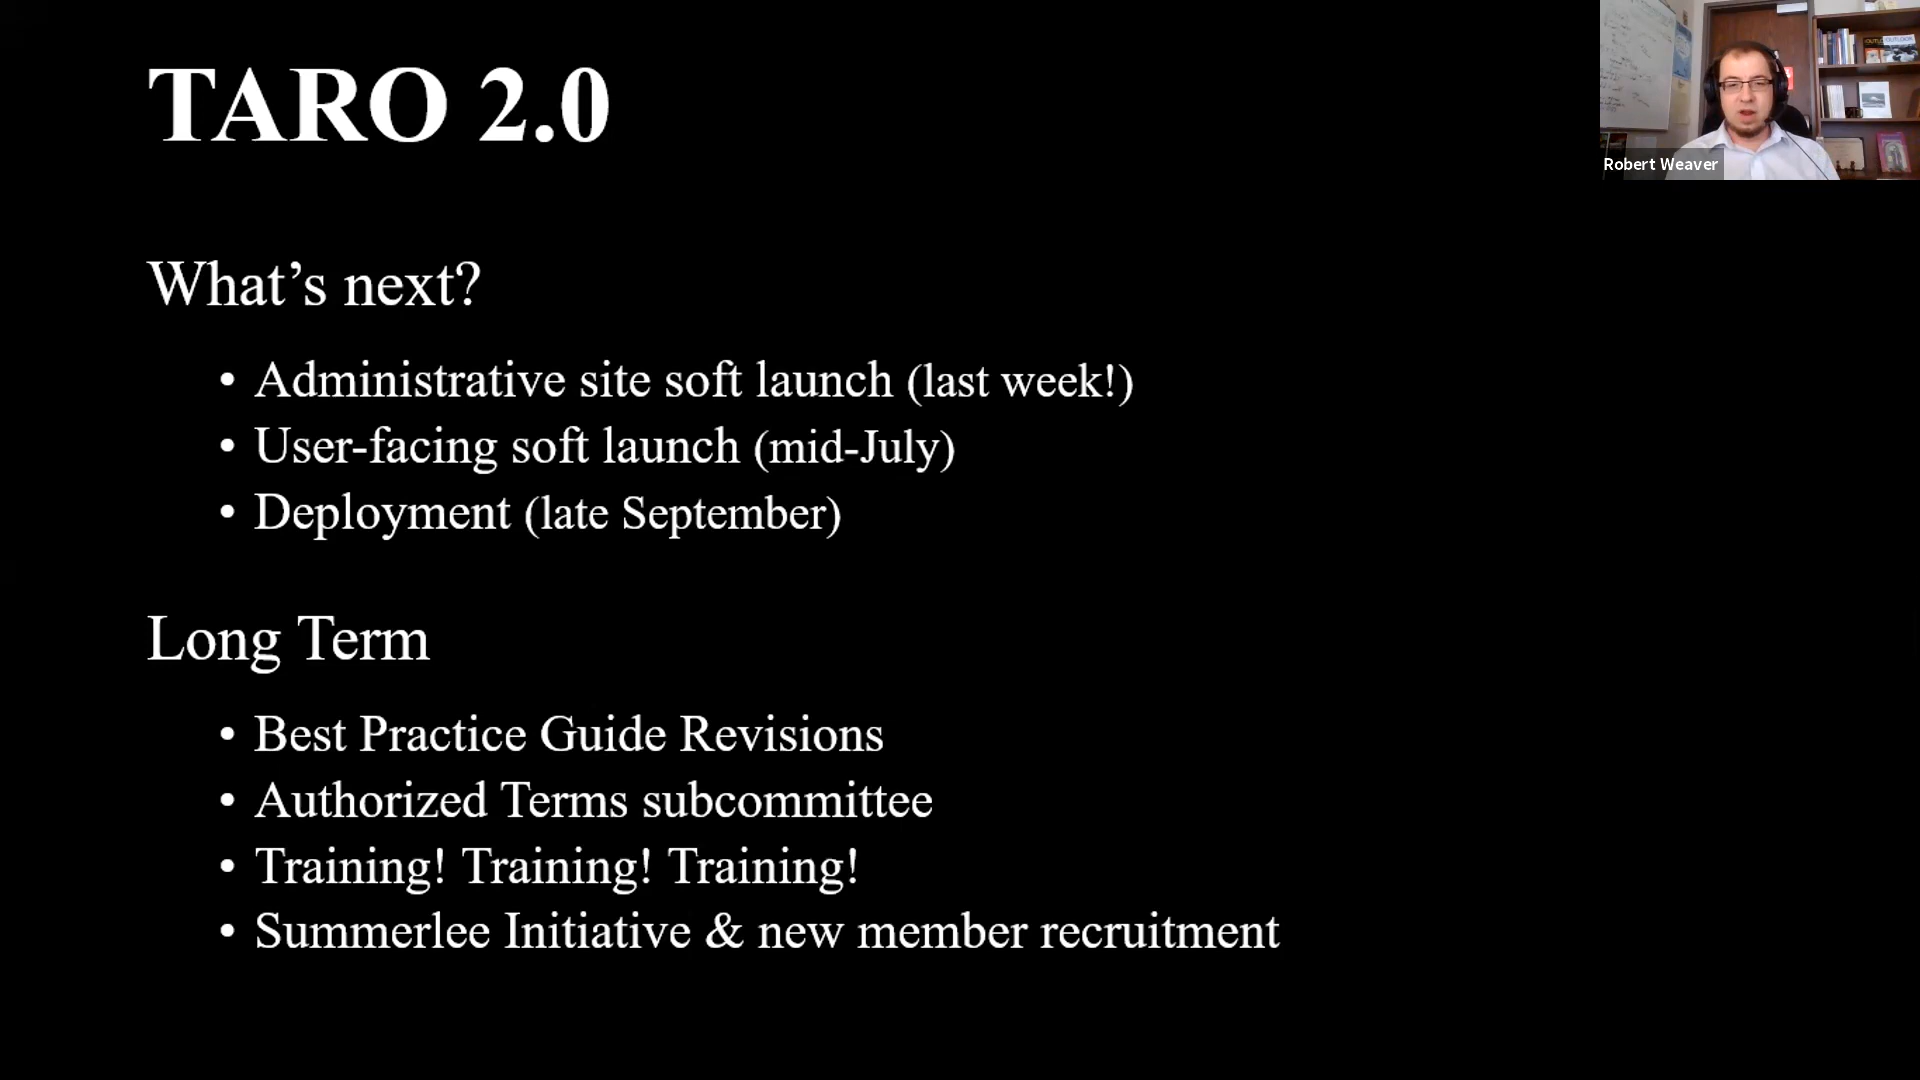 TARO 2.0
Robert Weaver
What’s next?
• Administrative site soft launch (last week!)
• User-facing soft launch (mid-July)
• Deployment (late September)
Long Term
• Best Practice Guide Revisions
• Authorized Terms subcommittee
• Training! Training! Training!
• Summerlee Initiative & new member recruitment